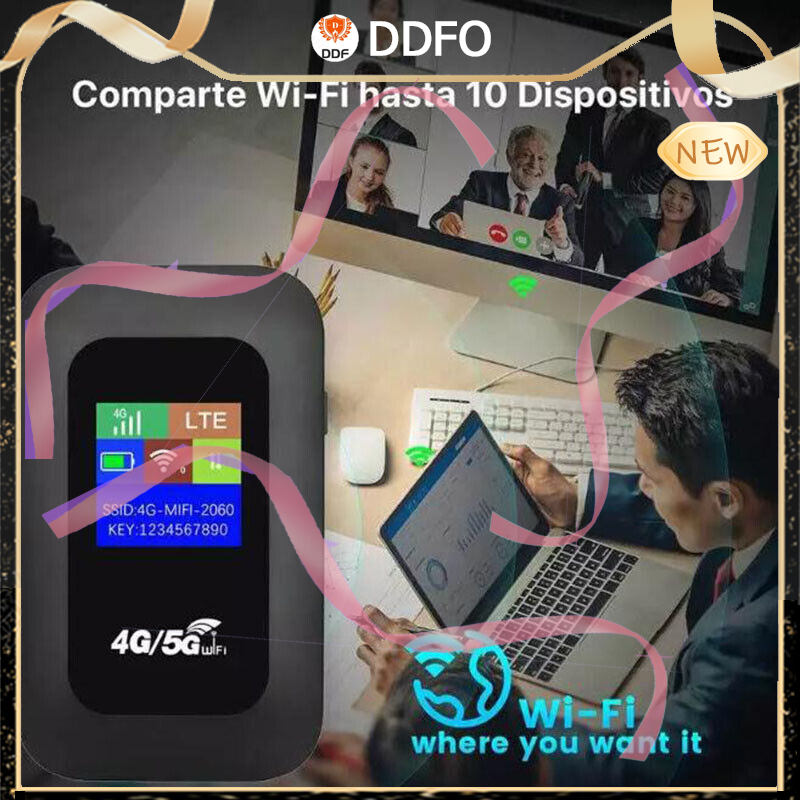 DDF
DDFO
Comparte Wi-Fi hasta 10 Dispositivos
NEW
4G
LTE
0
SSID:4G-MIFI-2060
KEY:1234567890
4G/5G WIFI
Wi-Fi
where you want it